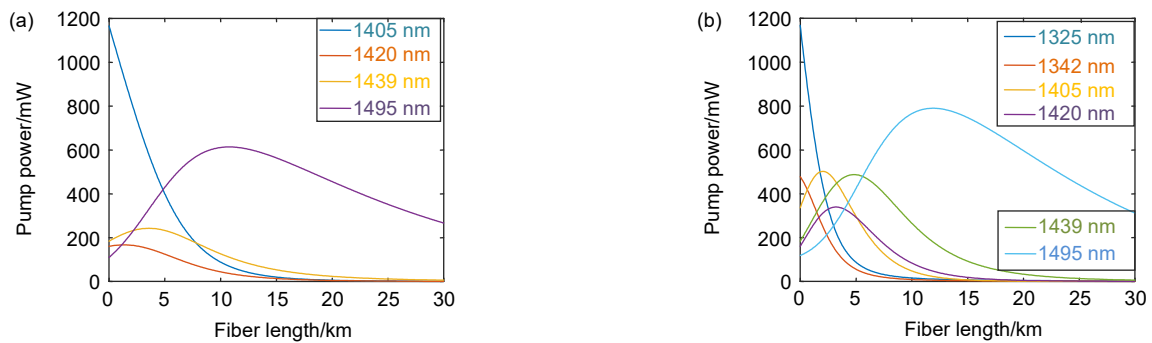 (a)
1200
1000
800
600
400
200
0
Pump power/mW
0 5 10 15 20 25 30
Fiber length/km
1405 nm
1420 nm
1439 nm
1495 nm
(b)
1200
1000
800
600
400
200
0
Pump power/mW
0 5 10 15 20 25 30
Fiber length/km
1325 nm
1342 nm
1405 nm
1420 nm
1439 nm
1495 nm